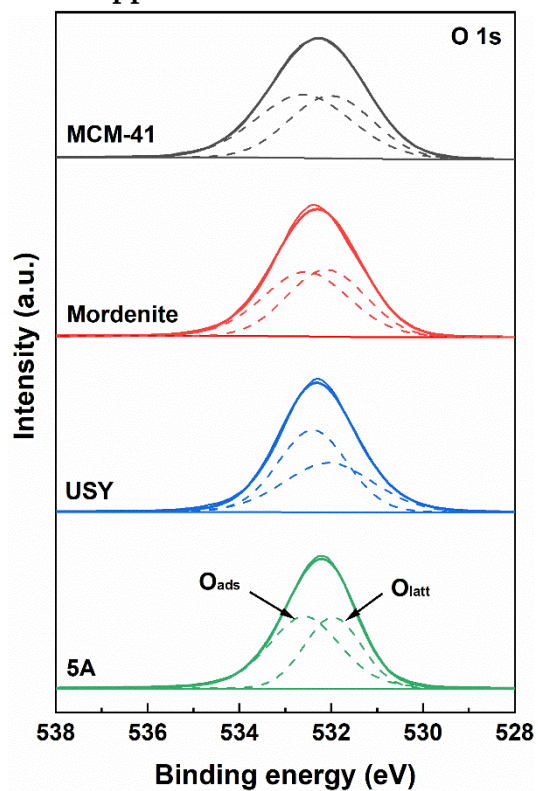 O 1s
MCM-41
Mordenite
USY
Oads
Olatt
5A
Intensity (a.u.)
538 536 534 532 530 528
Binding energy (eV)